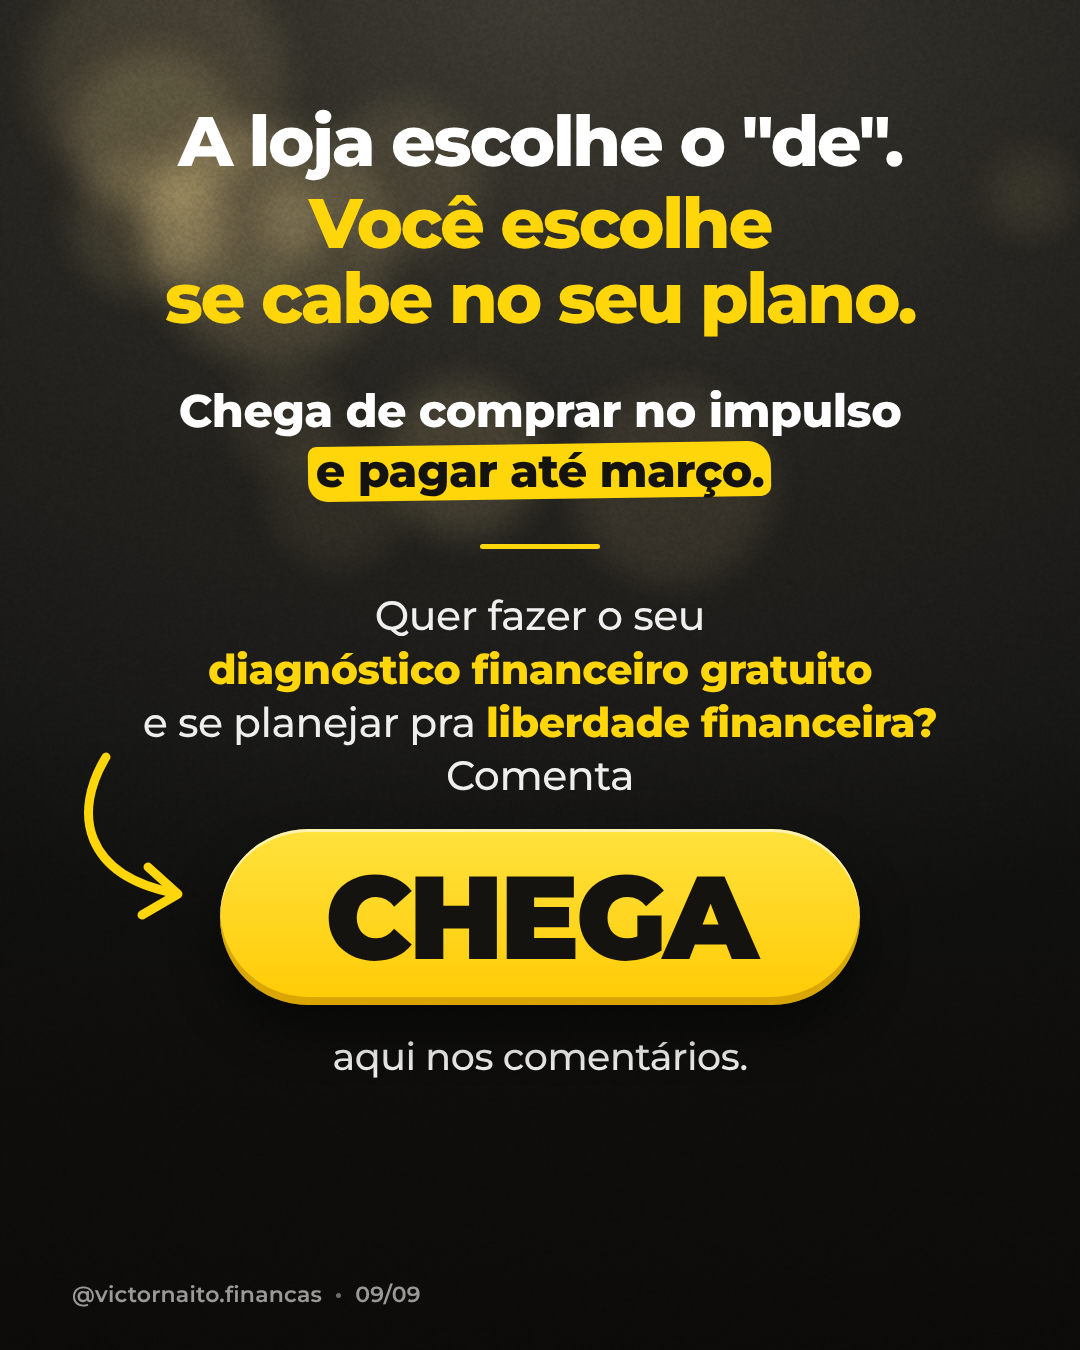 A loja escolhe o "de".
Você escolhe
se cabe no seu plano.
Chega de comprar no impulso
e pagar até março.
Quer fazer o seu
diagnóstico financeiro gratuito
e se planejar pra liberdade financeira?
Comenta
CHEGA
aqui nos comentários.
@victornaito.financas • 09/09